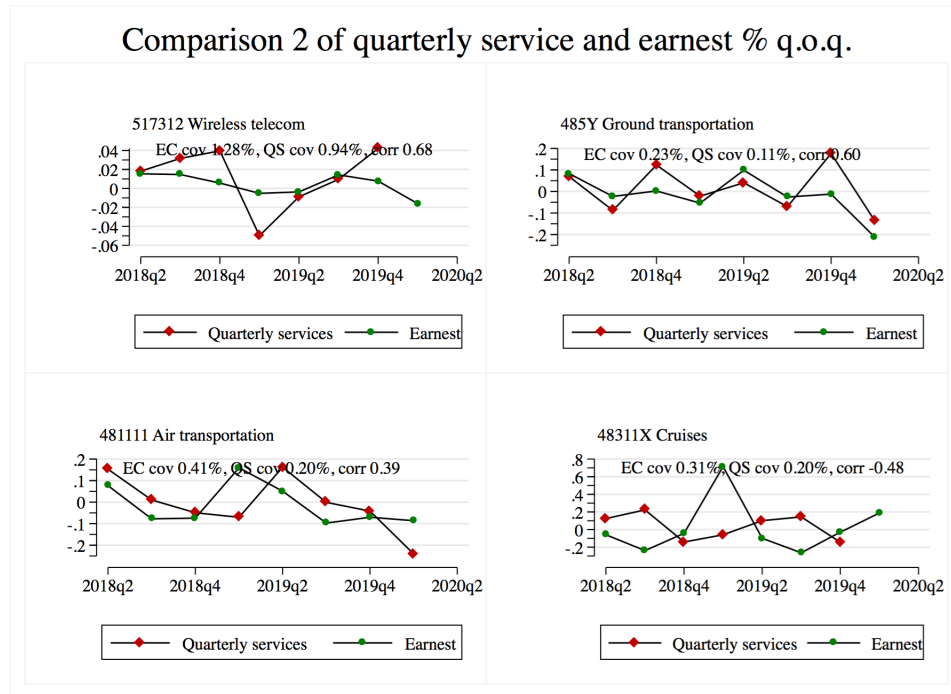 Comparison 2 of quarterly service and earnest % q.o.q.
517312 Wireless telecom
EC cov 1.28%, QS cov 0.94%, corr 0.68
.04
.02
0
-.02
-.04
-.06
2018q2 2018q4 2019q2 2019q4 2020q2
Quarterly services Earnest
485Y Ground transportation
EC cov 0.23%, QS cov 0.11%, corr 0.60
.2
.1
0
-.1
-.2
2018q2 2018q4 2019q2 2019q4 2020q2
Quarterly services Earnest
481111 Air transportation
EC cov 0.41%, QS cov 0.20%, corr 0.39
.2
.1
0
-.1
-.2
2018q2 2018q4 2019q2 2019q4 2020q2
Quarterly services Earnest
48311X Cruises
EC cov 0.31%, QS cov 0.20%, corr -0.48
.8
.6
.4
.2
0
-.2
2018q2 2018q4 2019q2 2019q4 2020q2
Quarterly services Earnest